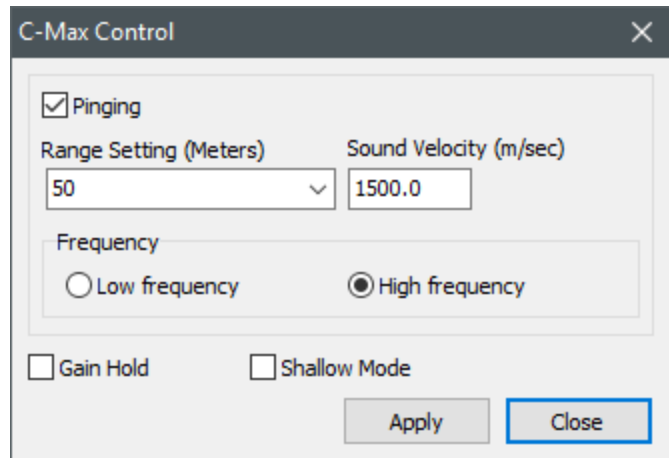 C-Max Control
Pinging
Range Setting (Meters) Sound Velocity (m/sec)
50 1500.0
Frequency
Low frequency High frequency
Gain Hold Shallow Mode
Apply Close